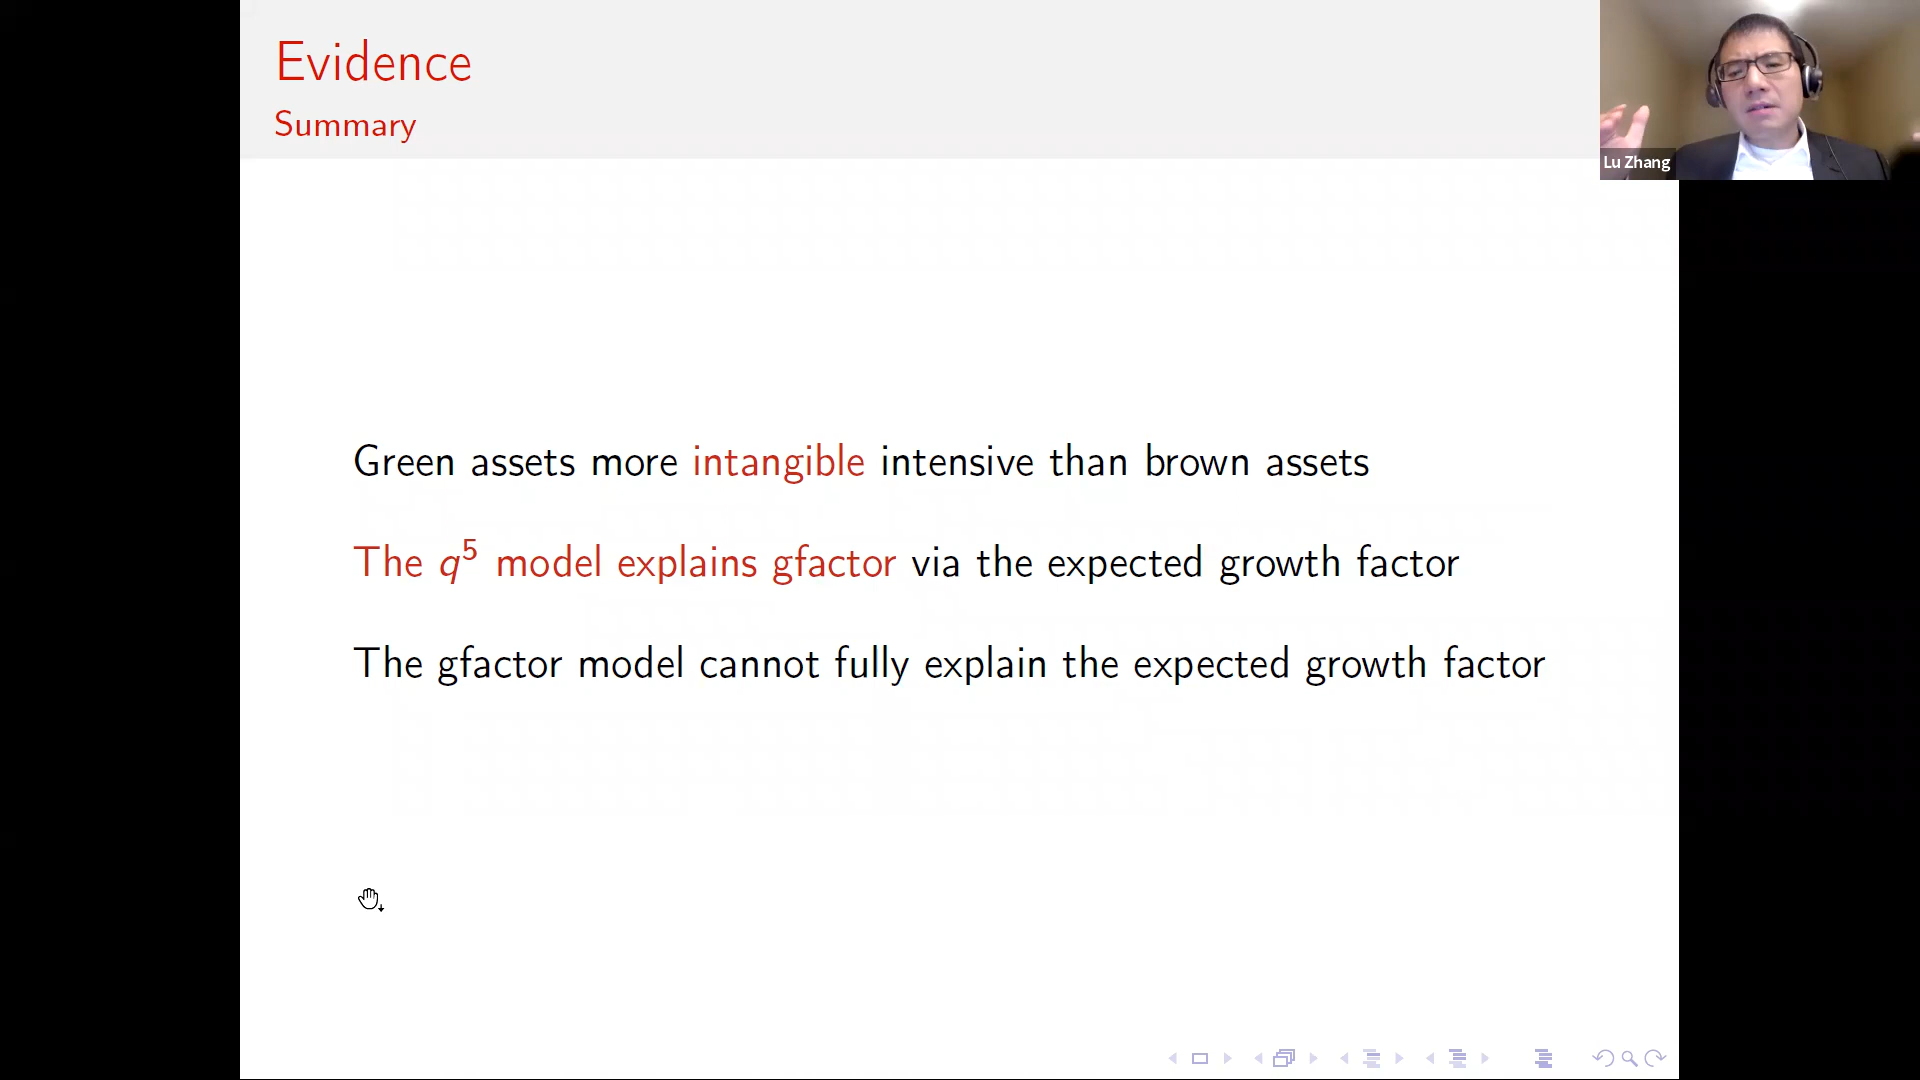 Evidence
Summary
Lu Zhang
Green assets more intangible intensive than brown assets
The q⁵ model explains gfactor via the expected growth factor
The gfactor model cannot fully explain the expected growth factor